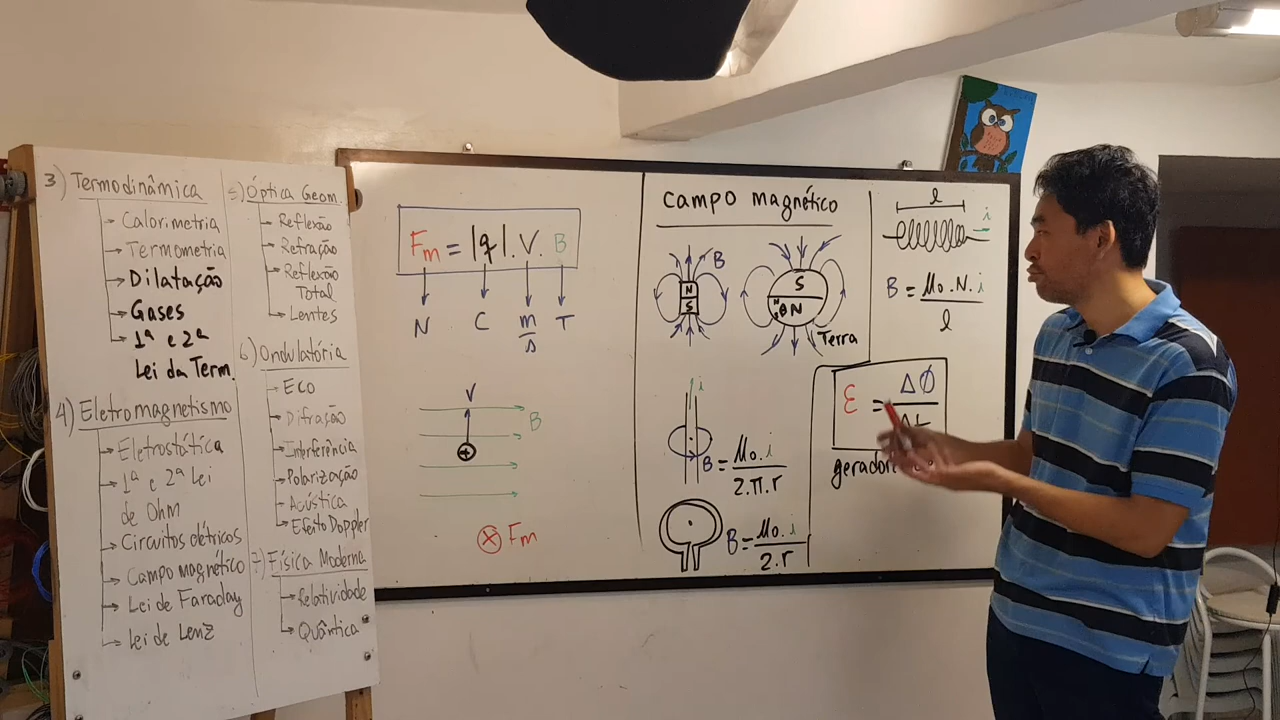 3) Termodinâmica
Calorimetria
Termometria
Dilatação
Gases
1ª e 2ª
Lei da Term.
4) Eletromagnetismo
Eletrostática
1ª e 2ª Lei
de Ohm
Circuitos elétricos
Campo magnético
Lei de Faraday
Lei de Lenz
5) Óptica Geom.
Reflexão
Refração
Reflexão
Total
Lentes
6) Ondulatória
Eco
Difração
Interferência
Polarização
Acústica
Efeito Doppler
7) Física Moderna
Relatividade
Quântica
Fm = |q|.V.B
N C m/s T
V
B
+
Fm
Campo magnético
B
N
S
S
N
Terra
i
B = μo.i / 2.π.r
B = μo.i / 2.r
l
i
B = μo.N.i / l
ε = ΔΦ / Δt